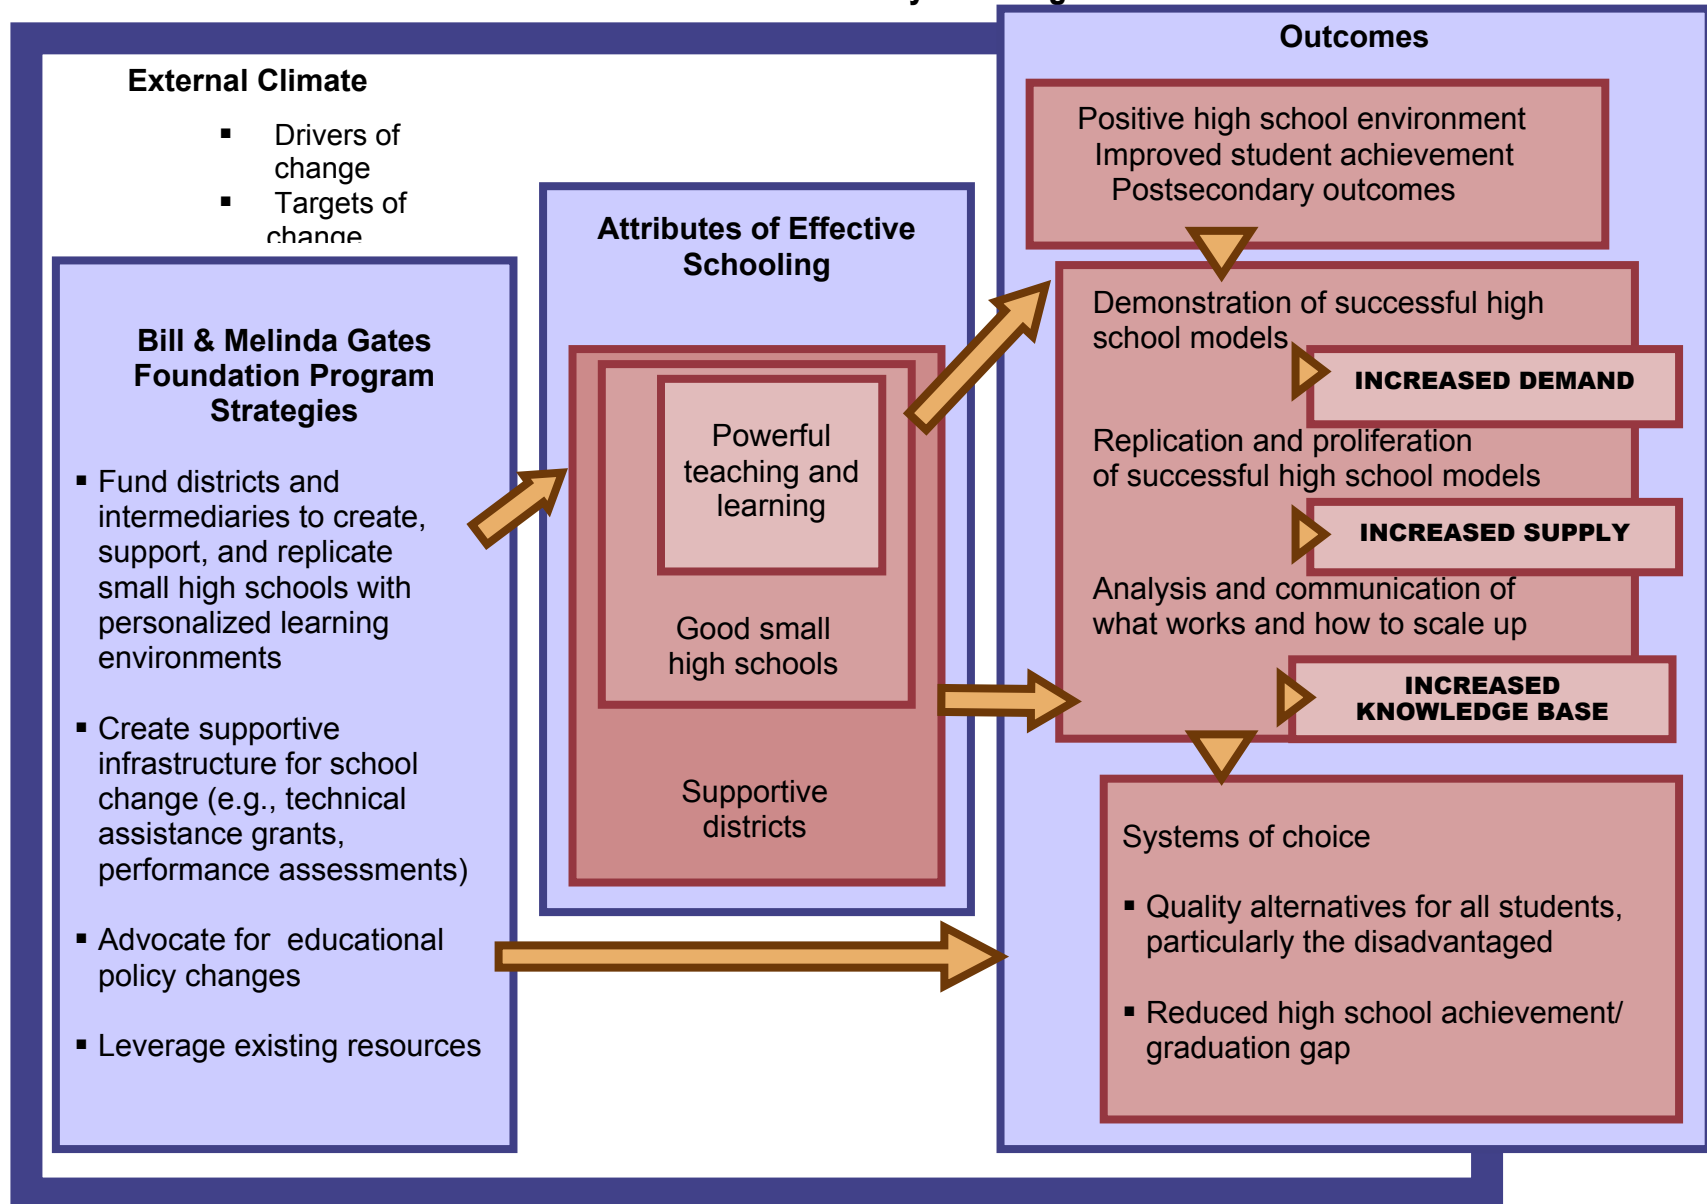 Outcomes
External Climate
▪ Drivers of
change
▪ Targets of
change
Bill & Melinda Gates
Foundation Program
Strategies
▪ Fund districts and
intermediaries to create,
support, and replicate
small high schools with
personalized learning
environments
▪ Create supportive
infrastructure for school
change (e.g., technical
assistance grants,
performance assessments)
▪ Advocate for educational
policy changes
▪ Leverage existing resources
Attributes of Effective
Schooling
Powerful
teaching and
learning
Good small
high schools
Supportive
districts
Positive high school environment
Improved student achievement
Postsecondary outcomes
Demonstration of successful high
school models
INCREASED DEMAND
Replication and proliferation
of successful high school models
INCREASED SUPPLY
Analysis and communication of
what works and how to scale up
INCREASED
KNOWLEDGE BASE
Systems of choice
▪ Quality alternatives for all students,
particularly the disadvantaged
▪ Reduced high school achievement/
graduation gap